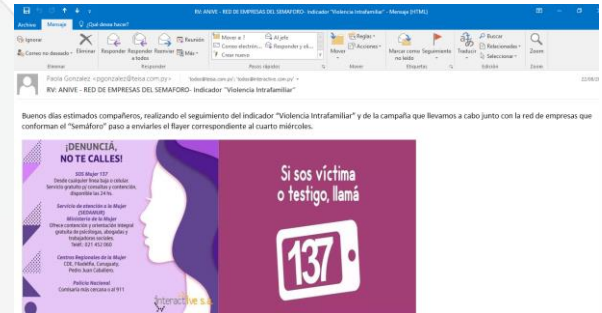 RV: ANIVE - RED DE EMPRESAS DEL SEMAFORO- Indicador "Violencia Intrafamiliar" - Mensaje (HTML)
Archivo Mensaje ¿Qué desea hacer?
Ignorar
Correo no deseado
Eliminar
Responder Responder a todos Reenviar
Reunión
Más
Mover a: ?
Al jefe
Correo electrón...
Responder y el...
Crear nuevo
Mover
Reglas
Acciones
Marcar como no leído
Seguimiento
Traducir
Buscar
Relacionadas
Seleccionar
Zoom
Eliminar Responder Pasos rápidos Mover Etiquetas Edición Zoom
Paola Gonzalez
RV: ANIVE - RED DE EMPRESAS DEL SEMAFORO- Indicador "Violencia Intrafamiliar"
Buenos días estimados compañeros, realizando el seguimiento del indicador "Violencia Intrafamiliar" y de la campaña que llevamos a cabo junto con la red de empresas que
conforman el "Semáforo" paso a enviarles el flayer correspondiente al cuarto miércoles.
¡DENUNCIÁ,
NO TE CALLES!
SOS Mujer 137
Desde cualquier línea baja o celular.
Servicio gratuito p/ consultas y contención,
disponible las 24 hs.
Servicio de atención a la Mujer
(SEDAMUR)
Ministerio de la Mujer
Ofrece contención y orientación integral
gratuita de psicólogas, abogadas y
trabajadoras sociales.
Teléf.: 021 452 060
Centros Regionales de la Mujer
CDE, Filadelfia, Curuguaty,
Pedro Juan Caballero.
Policía Nacional
Comisaría más cercana o al 911
interactive s.a.
Si sos víctima
o testigo, llamá
137